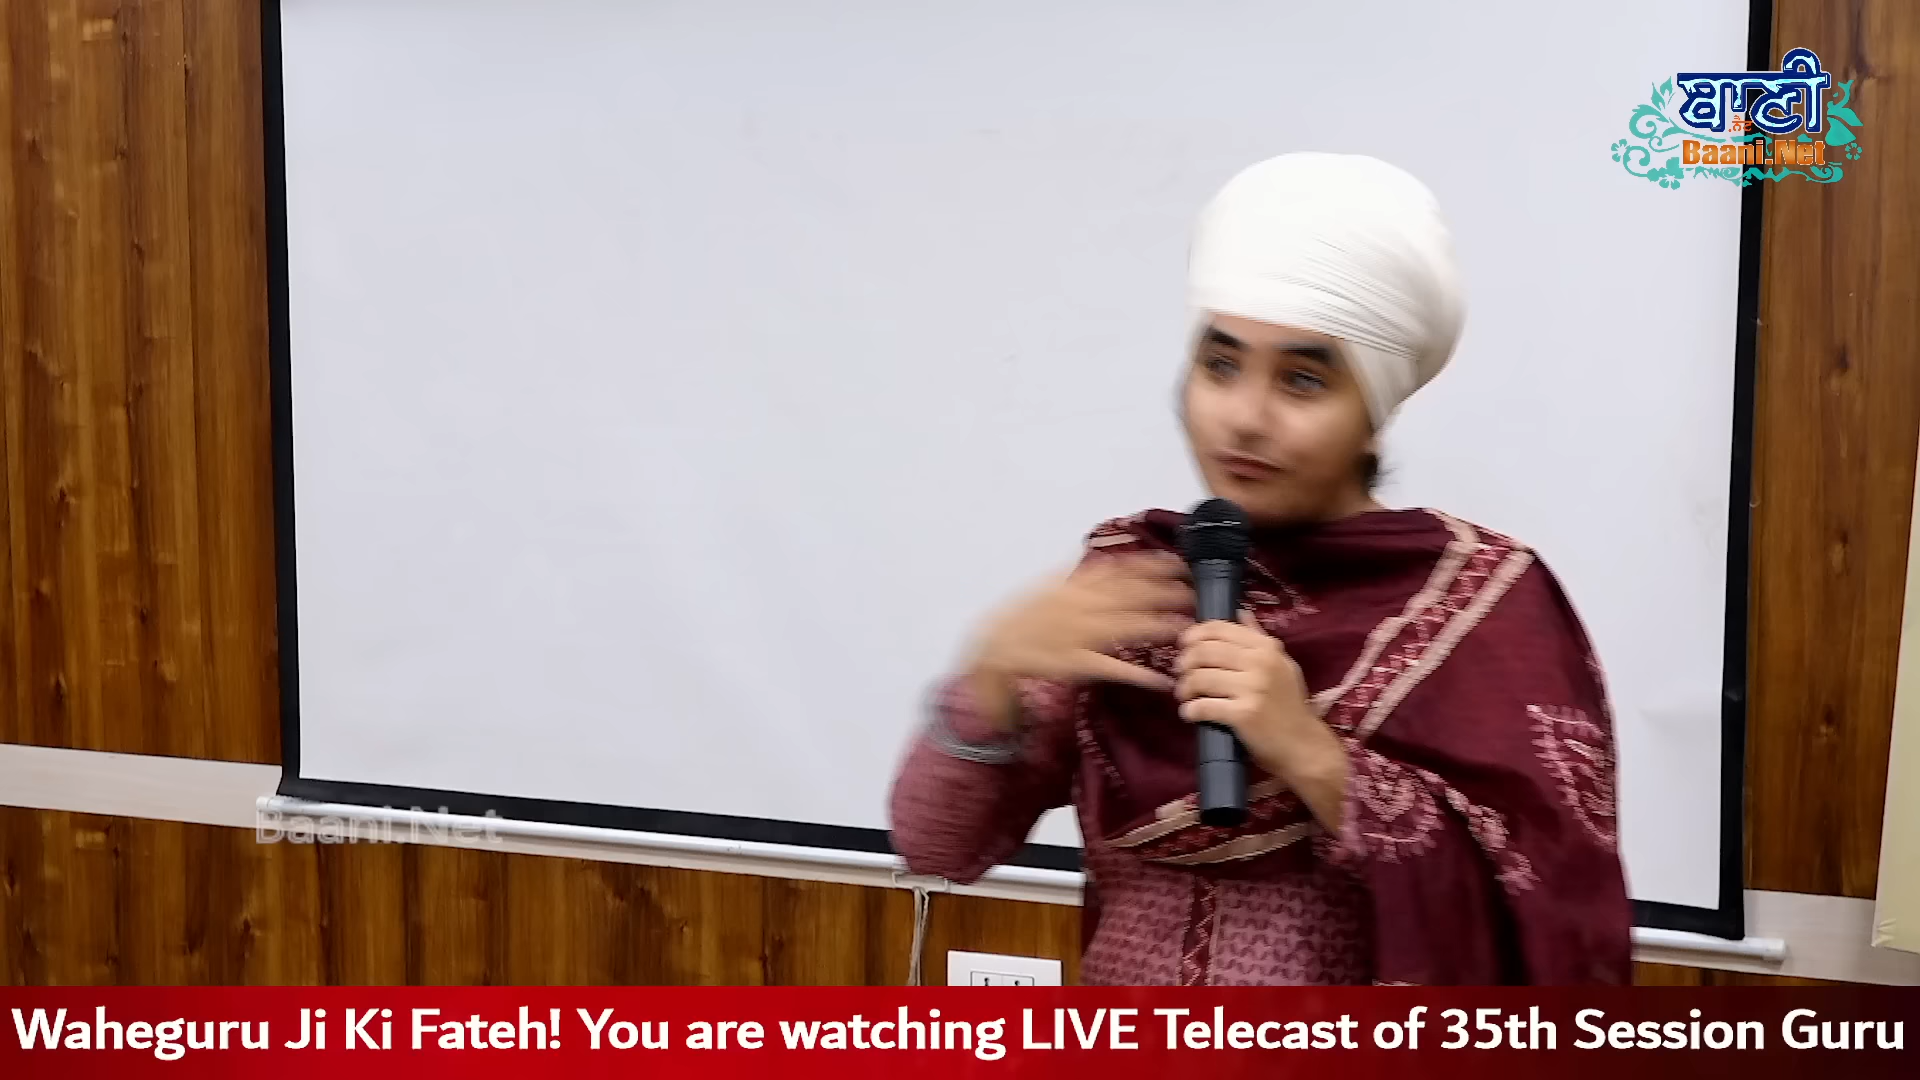 ਬਾਣੀ
.ਨੈਟ
Baani.Net
Baani.Net
Waheguru Ji Ki Fateh! You are watching LIVE Telecast of 35th Session Guru